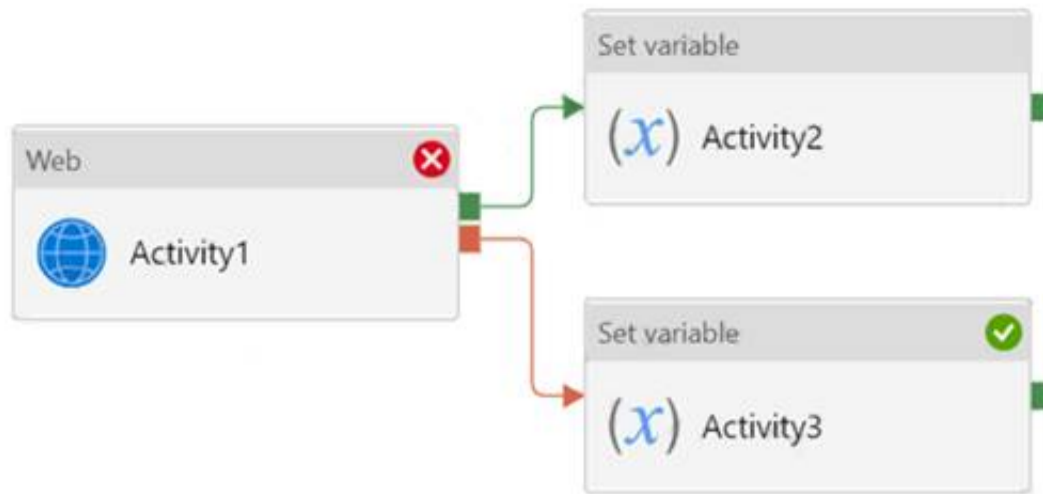 Set variable
(x) Activity2
Web
Activity1
Set variable
(x) Activity3